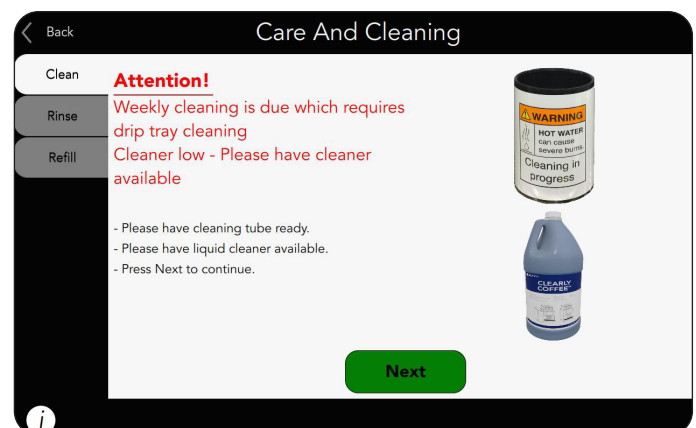 Back
Care And Cleaning
Clean
Rinse
Refill
Attention!
Weekly cleaning is due which requires
drip tray cleaning
Cleaner low - Please have cleaner
available
- Please have cleaning tube ready.
- Please have liquid cleaner available.
- Press Next to continue.
WARNING
HOT WATER
can cause
severe burns.
Cleaning in
progress
CLEARLY
COFFEE
Next
i